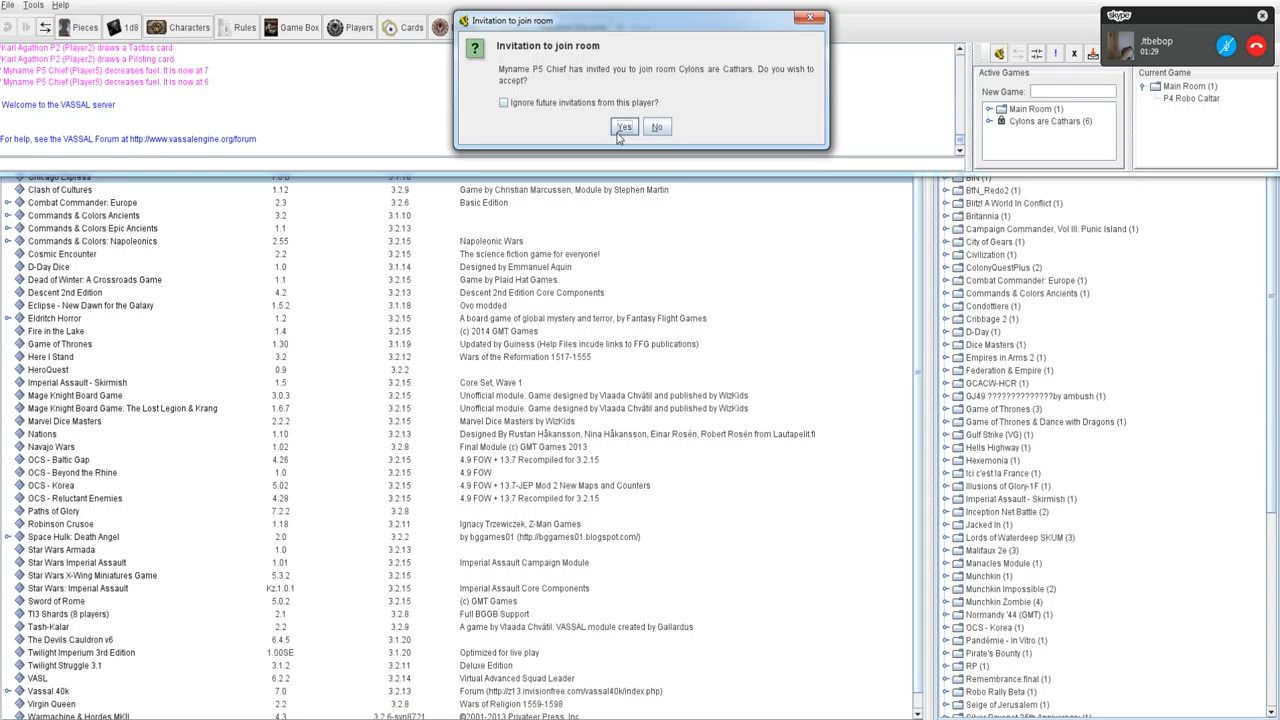 Invitation to join room
skype
File Tools Help
Pieces 1d8 Characters Rules Game Box Players Cards
Invitation to join room
Jtbebop
01:29
*Karl Agathon P2 (Player2) draws a Tactics card
*Karl Agathon P2 (Player2) draws a Piloting card
* Myname P5 Chief (Player5) decreases fuel. It is now at 7
* Myname P5 Chief (Player5) decreases fuel. It is now at 6
Welcome to the VASSAL server
For help, see the VASSAL Forum at http://www.vassalengine.org/forum
Myname P5 Chief has invited you to join room Cylons are Cathars. Do you wish to
accept?
Ignore future invitations from this player?
Yes No
Active Games
New Game:
Main Room (1)
Cylons are Cathars (6)
Current Game
Main Room (1)
P4 Robo Caltar
Clash of Cultures 1.12 3.2.9 Game by Christian Marcussen, Module by Stephen Martin
Combat Commander: Europe 2.3 3.2.6 Basic Edition
Commands & Colors Ancients 3.2 3.1.10
Commands & Colors Epic Ancients 1.1 3.2.13
Commands & Colors: Napoleonics 2.55 3.2.15 Napoleonic Wars
Cosmic Encounter 2.2 3.2.15 The science fiction game for everyone!
D-Day Dice 1.0 3.1.14 Designed by Emmanuel Aquin
Dead of Winter: A Crossroads Game 1.1 3.2.15 Game by Plaid Hat Games.
Descent 2nd Edition 4.2 3.2.13 Descent 2nd Edition Core Components
Eclipse - New Dawn for the Galaxy 1.5.2 3.1.18 Ovo modded
Eldritch Horror 1.2 3.2.15 A board game of global mystery and terror, by Fantasy Flight Games
Fire in the Lake 1.4 3.2.15 (c) 2014 GMT Games
Game of Thrones 1.30 3.1.19 Updated by Guiness (Help Files incude links to FFG publications)
Here I Stand 3.2 3.2.12 Wars of the Reformation 1517-1555
HeroQuest 0.9 3.2.2
Imperial Assault - Skirmish 1.5 3.2.15 Core Set, Wave 1
Mage Knight Board Game 3.0.3 3.2.15 Unofficial module. Game designed by Vlaada Chvátil and published by WizKids
Mage Knight Board Game: The Lost Legion & Krang 1.6.7 3.2.15 Unofficial module. Game designed by Vlaada Chvátil and published by WizKids
Marvel Dice Masters 2.2.2 3.2.15 Marvel Dice Masters by WizKids
Nations 1.10 3.2.13 Designed By Rustan Håkansson, Nina Håkansson, Einar Rosén, Robert Rosén from Lautapelit.fi
Navajo Wars 1.02 3.2.8 Final Module (c) GMT Games 2013
OCS - Baltic Gap 4.26 3.2.15 4.9 FOW + 13.7 Recompiled for 3.2.15
OCS - Beyond the Rhine 1.0 3.2.15 4.9 FOW
OCS - Korea 5.02 3.2.15 4.9 FOW + 13.7-JEP Mod 2 New Maps and Counters
OCS - Reluctant Enemies 4.28 3.2.15 4.9 FOW + 13.7 Recompiled for 3.2.15
Paths of Glory 7.2.2 3.2.8
Robinson Crusoe 1.18 3.2.11 Ignacy Trzewiczek, Z-Man Games
Space Hulk: Death Angel 2.0 3.2.2 by bggames01 (http://bggames01.blogspot.com/)
Star Wars Armada 1.0 3.2.13
Star Wars Imperial Assault 1.01 3.2.15 Imperial Assault Campaign Module
Star Wars X-Wing Miniatures Game 5.3.2 3.2.15
Star Wars: Imperial Assault Kz.1.0.1 3.2.15 Imperial Assault Core Components
Sword of Rome 5.0.2 3.2.15 (c) GMT Games
TI3 Shards (8 players) 2.1 3.2.8 Full BGGB Support
Tash-Kalar 2.2 3.2.9 A game by Vlaada Chvátil. VASSAL module created by Gallardus
The Devils Cauldron v6 6.4.5 3.1.20
Twilight Imperium 3rd Edition 1.00SE 3.1.20 Optimized for live play
Twilight Struggle 3.1 3.1.2 3.2.11 Deluxe Edition
VASL 6.2.2 3.2.14 Virtual Advanced Squad Leader
Vassal 40k 7.0 3.2.13 Forum (http://z13.invisionfree.com/vassal40k/index.php)
Virgin Queen 2.2 3.2.8 Wars of Religion 1559-1598
Warmachine & Hordes MKII 4.3 3.2.6-svn8721 ©2001-2013 Privateer Press, Inc.
BfN (1)
BfN_Redo2 (1)
Blitz! A World In Conflict (1)
Britannia (1)
Campaign Commander, Vol III: Punic Island (1)
City of Gears (1)
Civilization (1)
ColonyQuestPlus (2)
Combat Commander: Europe (1)
Commands & Colors Ancients (1)
Condottiere (1)
Cribbage 2 (1)
D-Day (1)
Dice Masters (1)
Empires in Arms 2 (1)
Federation & Empire (1)
GCACW-HCR (1)
GJ49 ??????????????by ambush (1)
Game of Thrones (3)
Game of Thrones & Dance with Dragons (1)
Gulf Strike (VG) (1)
Hells Highway (1)
Hexemonia (1)
Ici c'est la France (1)
Illusions of Glory-1F (1)
Imperial Assault - Skirmish (1)
Inception Net Battle (2)
Jacked In (1)
Lords of Waterdeep SKUM (3)
Malifaux 2e (3)
Manacles Module (1)
Munchkin (1)
Munchkin Impossible (2)
Munchkin Zombie (4)
Normandy '44 (GMT) (1)
OCS - Korea (1)
Pandémie - In Vitro (1)
Pirate's Bounty (1)
RP (1)
Remembrance.final (1)
Robo Rally Beta (1)
Seige of Jerusalem (1)